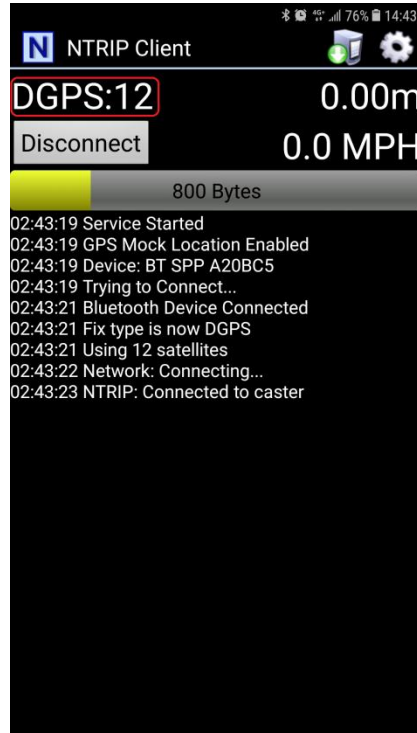 4G+ 76% 14:43
N NTRIP Client
DGPS:12 0.00m
Disconnect 0.0 MPH
800 Bytes
02:43:19 Service Started
02:43:19 GPS Mock Location Enabled
02:43:19 Device: BT SPP A20BC5
02:43:19 Trying to Connect...
02:43:21 Bluetooth Device Connected
02:43:21 Fix type is now DGPS
02:43:21 Using 12 satellites
02:43:22 Network: Connecting...
02:43:23 NTRIP: Connected to caster